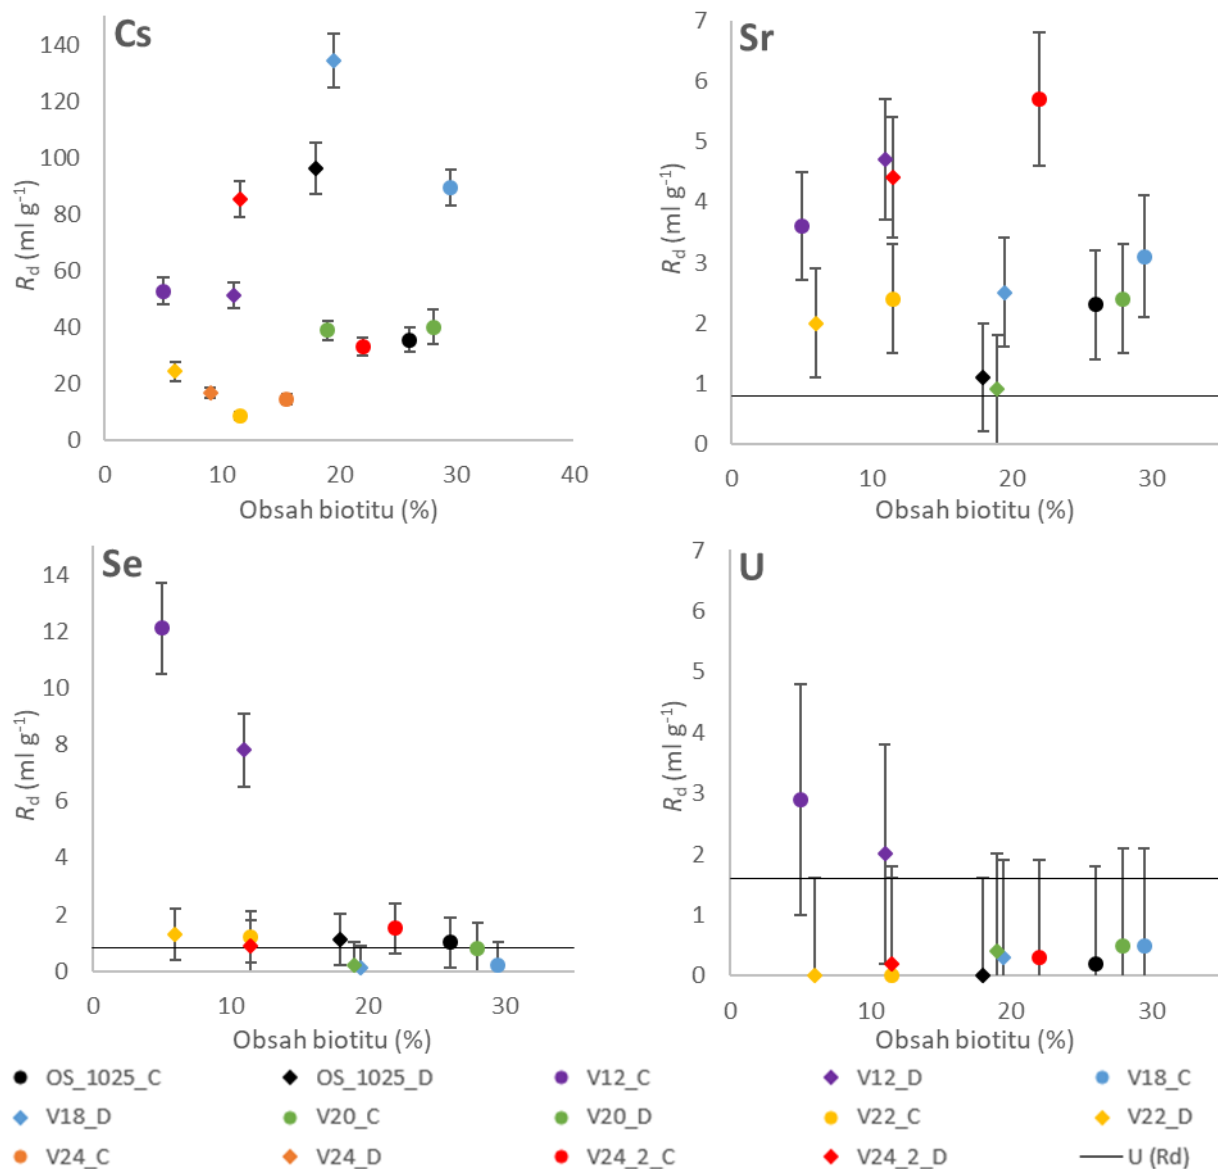 Cs
140
120
100
80
60
40
20
0
R_d (ml g⁻¹)
0 10 20 30 40
Obsah biotitu (%)
Sr
7
6
5
4
3
2
1
0
R_d (ml g⁻¹)
0 10 20 30
Obsah biotitu (%)
Se
14
12
10
8
6
4
2
0
R_d (ml g⁻¹)
0 10 20 30
Obsah biotitu (%)
U
7
6
5
4
3
2
1
0
R_d (ml g⁻¹)
0 10 20 30
Obsah biotitu (%)
OS_1025_C OS_1025_D V12_C V12_D V18_C
V18_D V20_C V20_D V22_C V22_D
V24_C V24_D V24_2_C V24_2_D U (Rd)